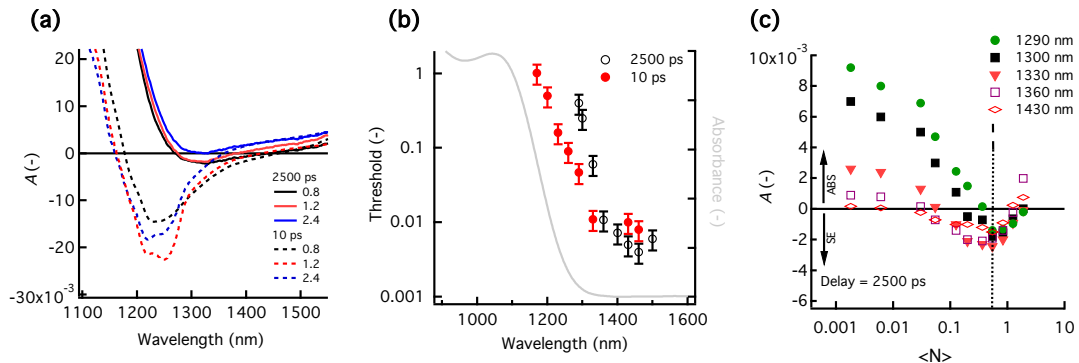 (a)
20
10
0
-10
-20
-30x10⁻³
A (-)
2500 ps
0.8
1.2
2.4
10 ps
0.8
1.2
2.4
1100 1200 1300 1400 1500
Wavelength (nm)
(b)
1
0.1
0.01
0.001
Threshold (-)
2500 ps
10 ps
Absorbance (-)
1000 1200 1400 1600
Wavelength (nm)
(c)
1290 nm
1300 nm
1330 nm
1360 nm
1430 nm
10x10⁻³
8
6
4
2
0
-2
-4
-6
A (-)
ABS
SE
Delay = 2500 ps
0.001 0.01 0.1 1 10
<N>